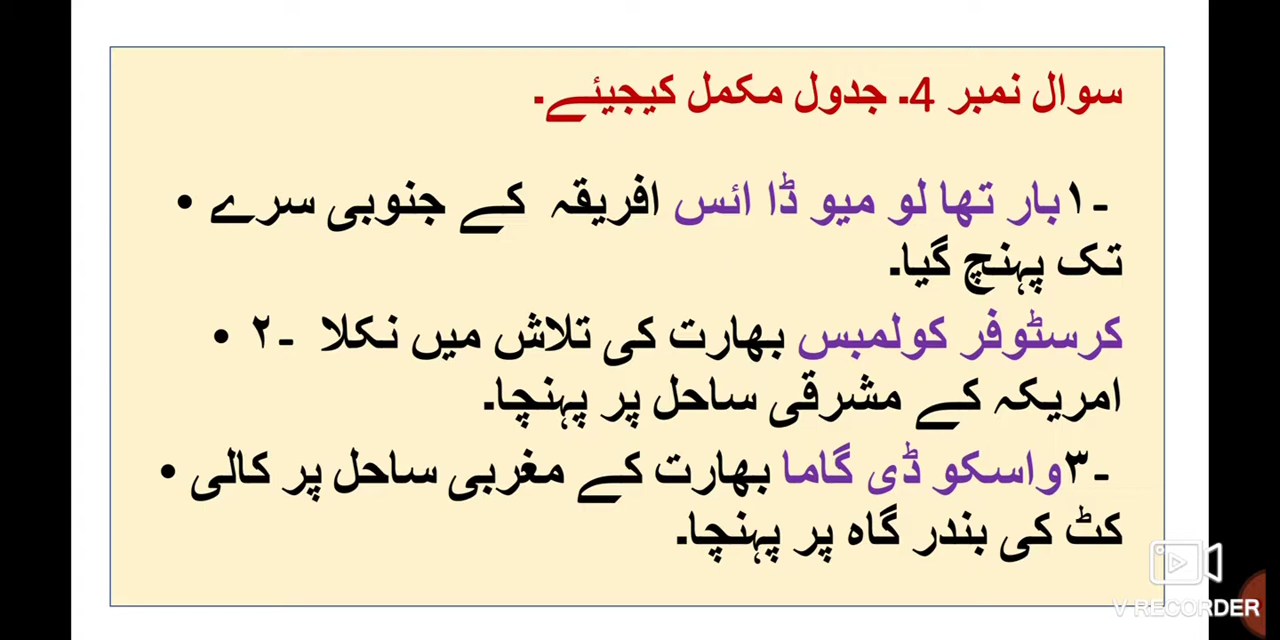 سوال نمبر 4۔ جدول مکمل کیجیئے۔
۱۔ بار تھا لو میو ڈا ائس افریقہ کے جنوبی سرے •
تک پہنچ گیا۔
کرسٹوفر کولمبس بھارت کی تلاش میں نکلا ۲۔ •
امریکہ کے مشرقی ساحل پر پہنچا۔
۳۔ واسکو ڈی گاما بھارت کے مغربی ساحل پر کالی •
کٹ کی بندر گاہ پر پہنچا۔
V RECORDER